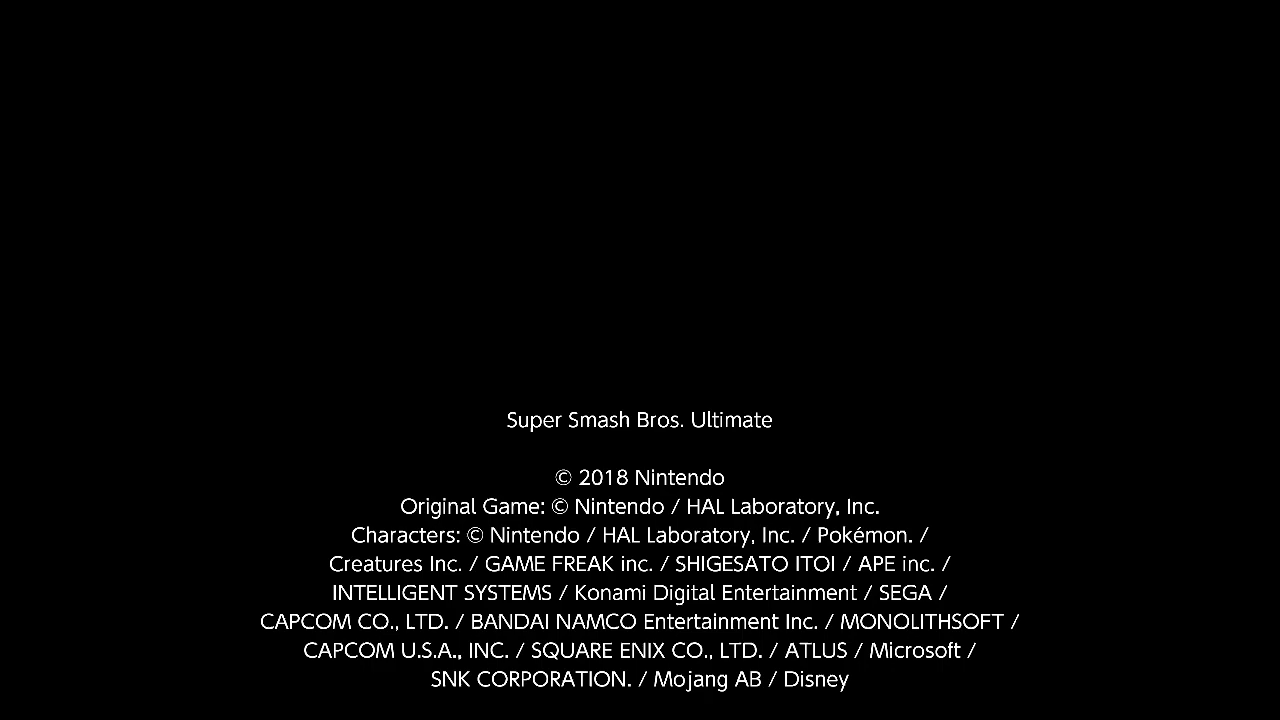 Super Smash Bros. Ultimate
© 2018 Nintendo
Original Game: © Nintendo / HAL Laboratory, Inc.
Characters: © Nintendo / HAL Laboratory, Inc. / Pokémon. /
Creatures Inc. / GAME FREAK inc. / SHIGESATO ITOI / APE inc. /
INTELLIGENT SYSTEMS / Konami Digital Entertainment / SEGA /
CAPCOM CO., LTD. / BANDAI NAMCO Entertainment Inc. / MONOLITHSOFT /
CAPCOM U.S.A., INC. / SQUARE ENIX CO., LTD. / ATLUS / Microsoft /
SNK CORPORATION. / Mojang AB / Disney